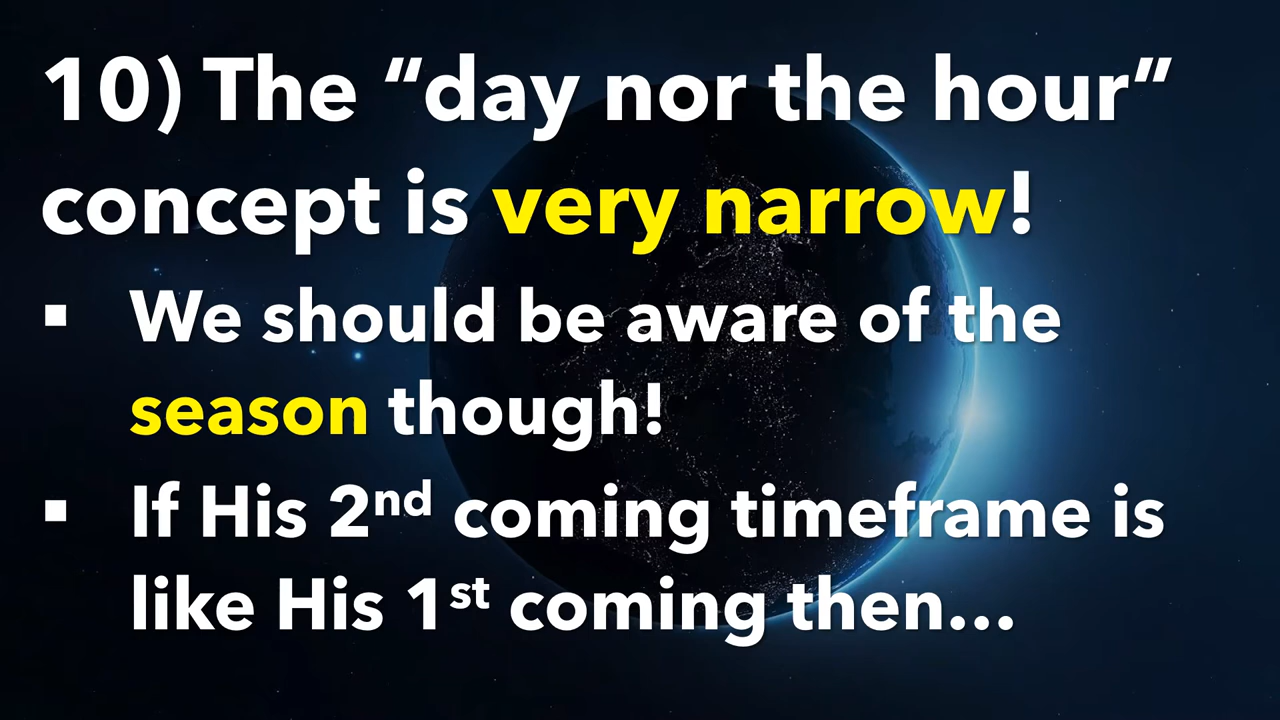 10) The “day nor the hour”
concept is very narrow!
▪ We should be aware of the
season though!
▪ If His 2nd coming timeframe is
like His 1st coming then…